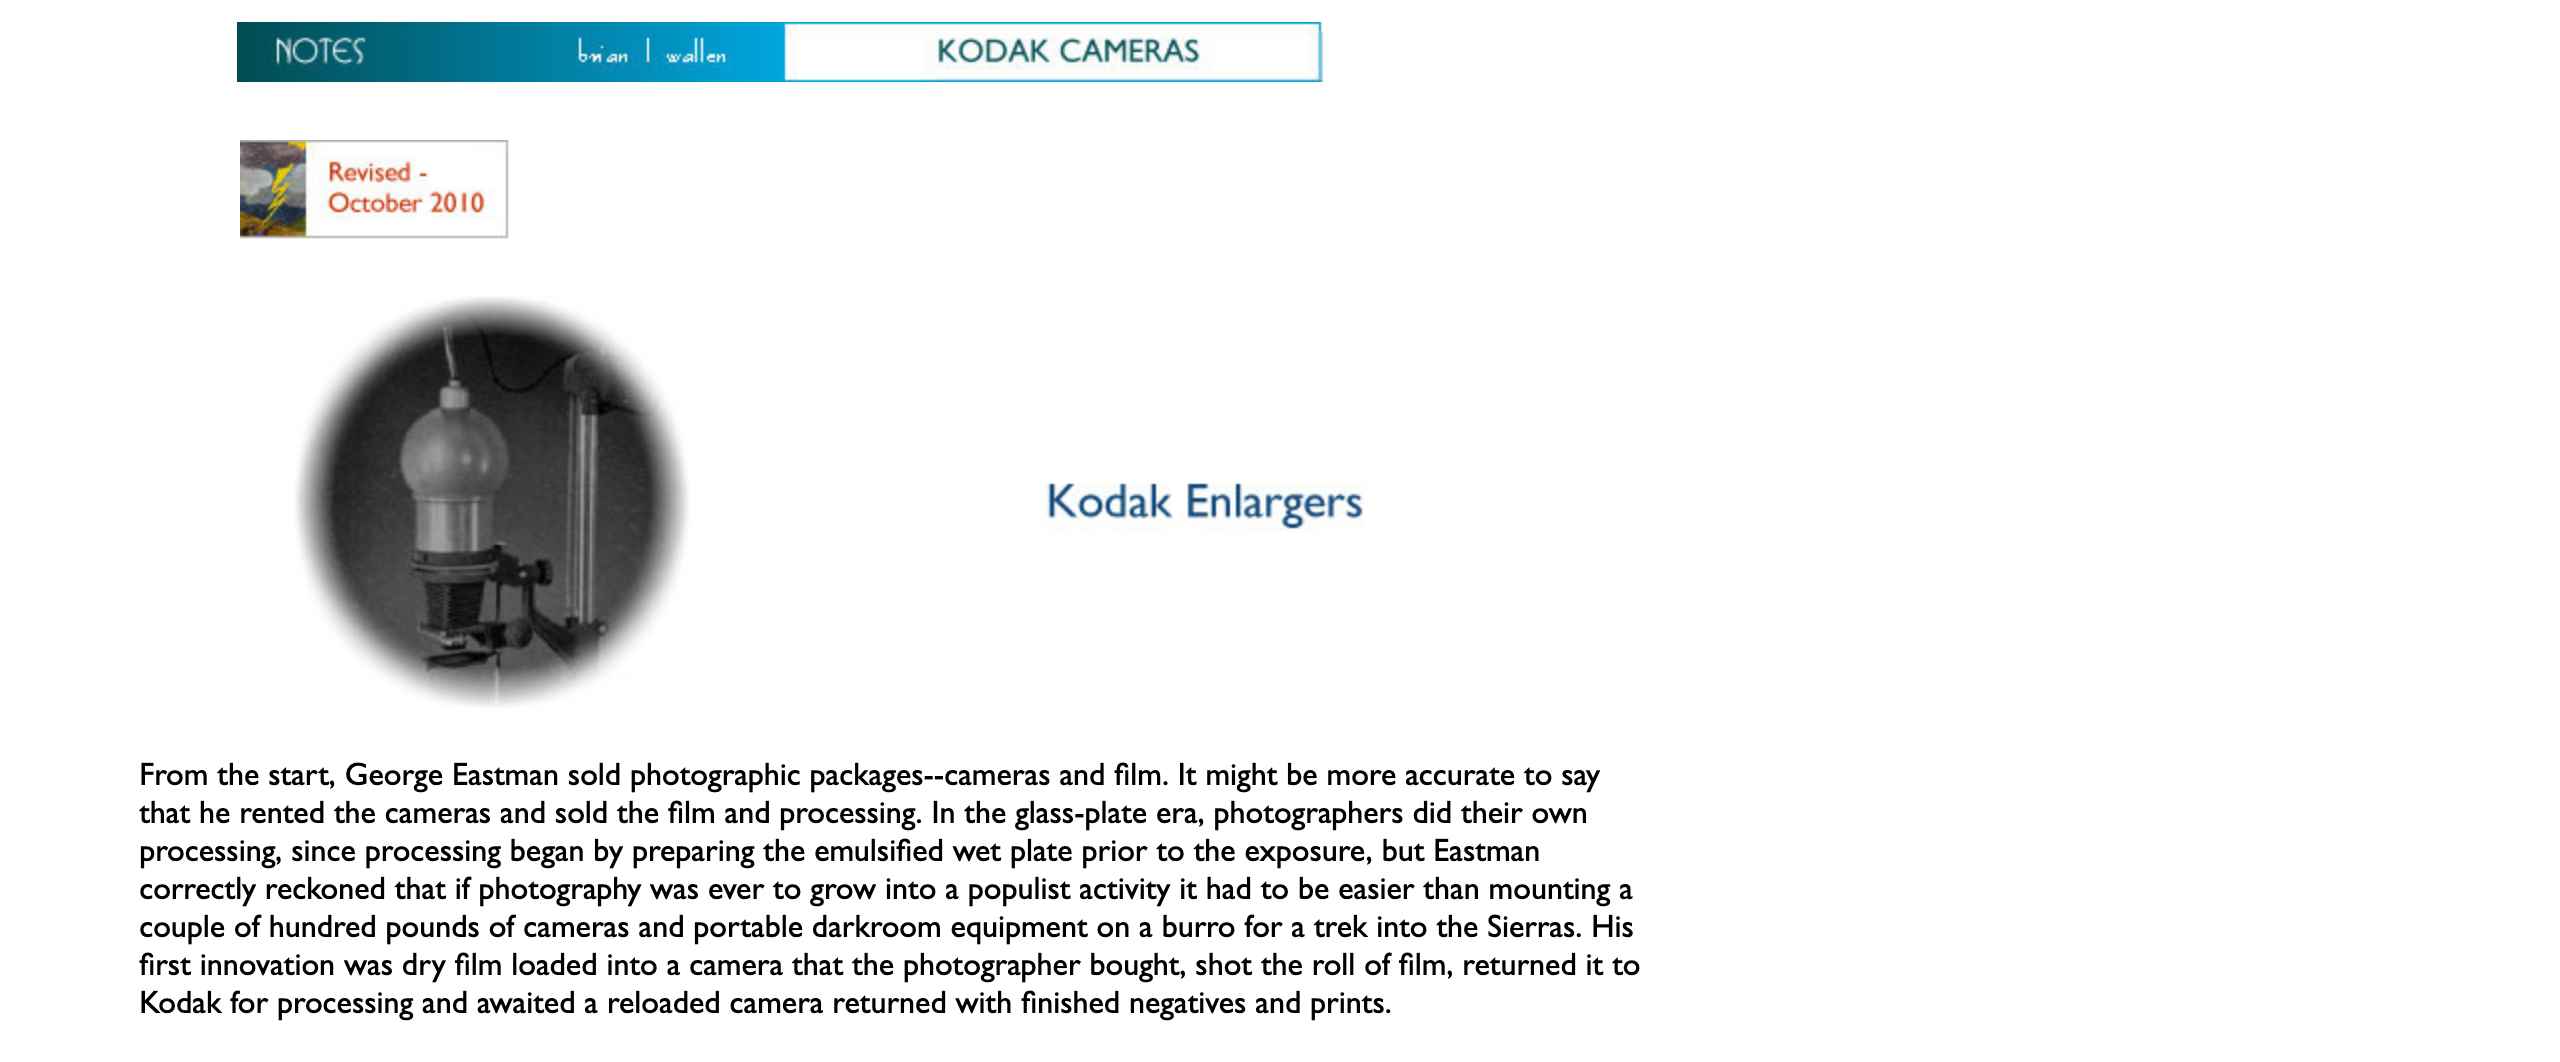 NOTES brian l wallen KODAK CAMERAS
Revised -
October 2010
Kodak Enlargers
From the start, George Eastman sold photographic packages--cameras and film. It might be more accurate to say
that he rented the cameras and sold the film and processing. In the glass-plate era, photographers did their own
processing, since processing began by preparing the emulsified wet plate prior to the exposure, but Eastman
correctly reckoned that if photography was ever to grow into a populist activity it had to be easier than mounting a
couple of hundred pounds of cameras and portable darkroom equipment on a burro for a trek into the Sierras. His
first innovation was dry film loaded into a camera that the photographer bought, shot the roll of film, returned it to
Kodak for processing and awaited a reloaded camera returned with finished negatives and prints.